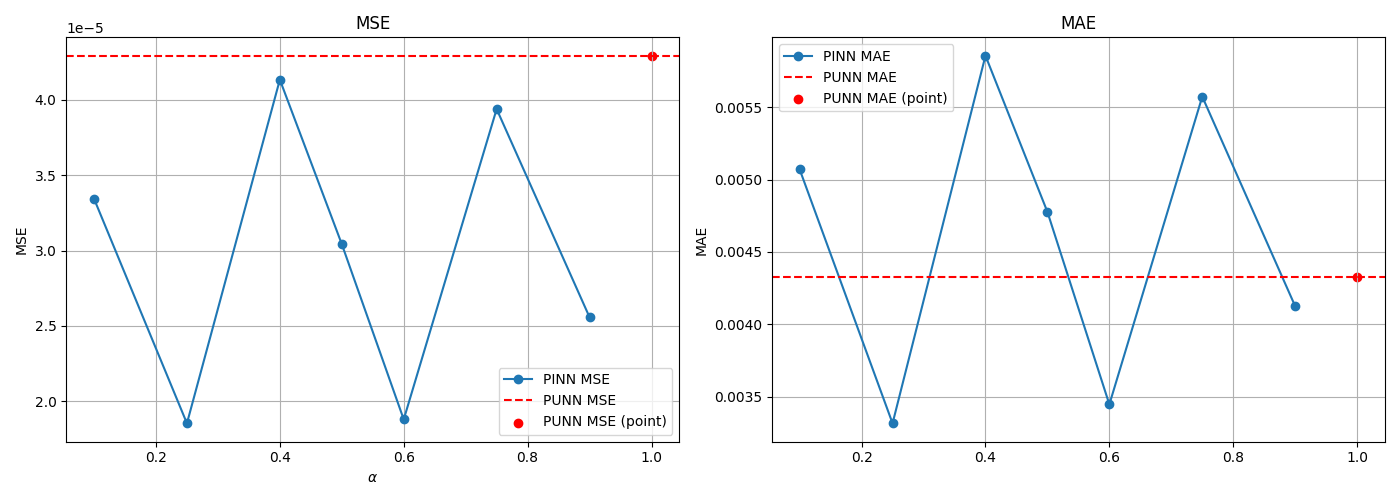 MSE
1e−5
MSE
4.0
3.5
3.0
2.5
2.0
0.2 0.4 0.6 0.8 1.0
α
PINN MSE
PUNN MSE
PUNN MSE (point)
MAE
MAE
0.0055
0.0050
0.0045
0.0040
0.0035
0.2 0.4 0.6 0.8 1.0
PINN MAE
PUNN MAE
PUNN MAE (point)